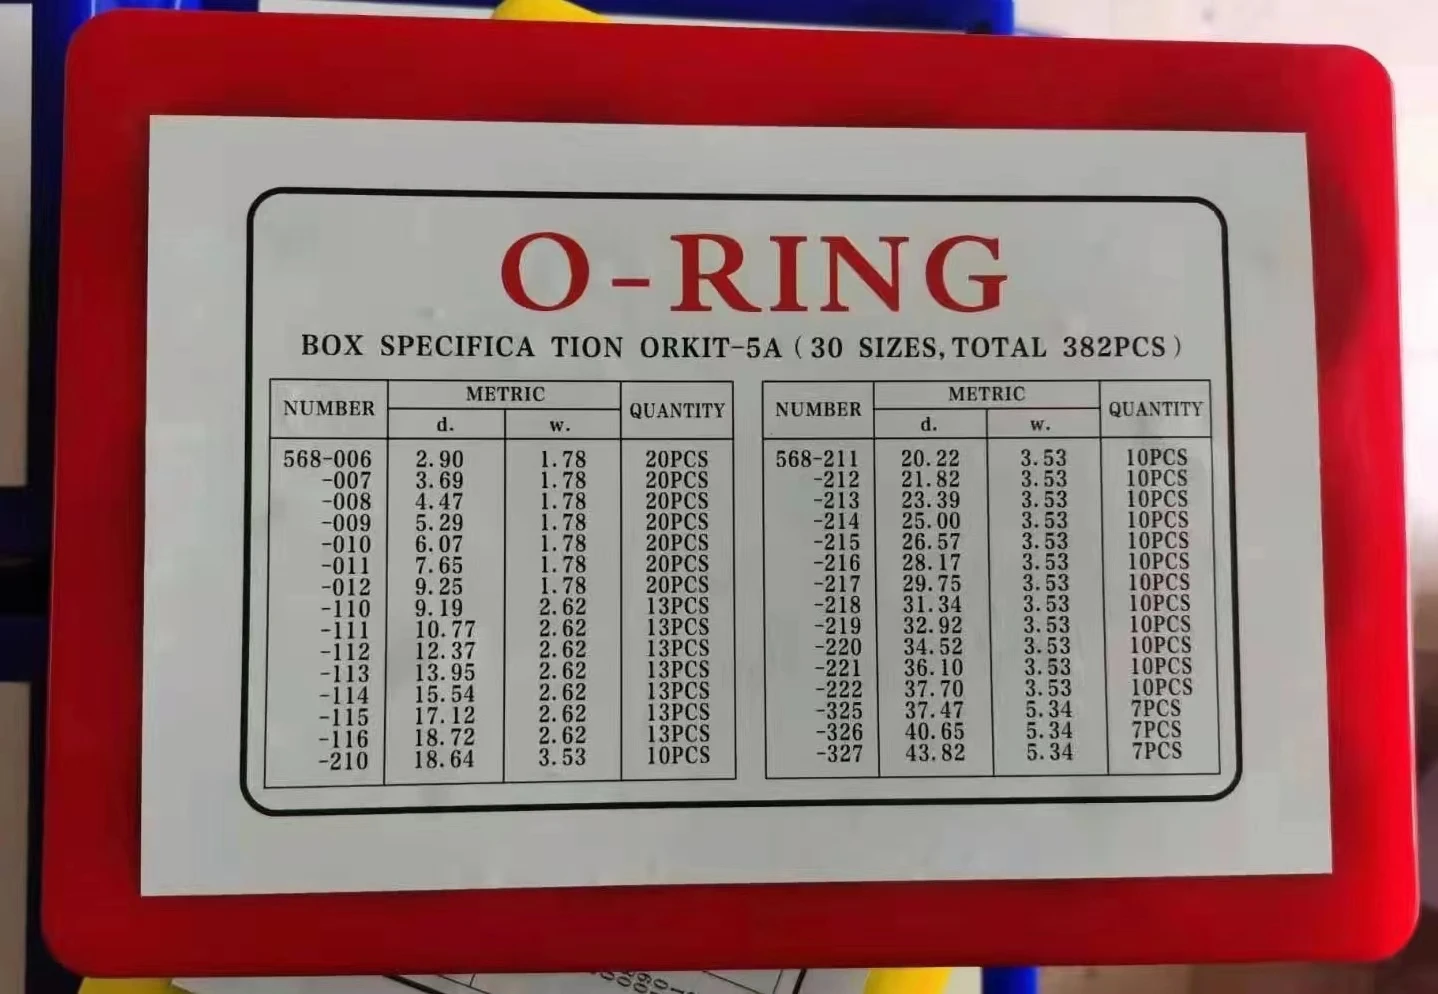 O-RING
BOX SPECIFICA TION ORKIT-5A (30 SIZES, TOTAL 382PCS)
NUMBER METRIC QUANTITY
d. w.
568-006 2.90 1.78 20PCS
-007 3.69 1.78 20PCS
-008 4.47 1.78 20PCS
-009 5.29 1.78 20PCS
-010 6.07 1.78 20PCS
-011 7.65 1.78 20PCS
-012 9.25 1.78 20PCS
-110 9.19 2.62 13PCS
-111 10.77 2.62 13PCS
-112 12.37 2.62 13PCS
-113 13.95 2.62 13PCS
-114 15.54 2.62 13PCS
-115 17.12 2.62 13PCS
-116 18.72 2.62 13PCS
-210 18.64 3.53 10PCS
NUMBER METRIC QUANTITY
d. w.
568-211 20.22 3.53 10PCS
-212 21.82 3.53 10PCS
-213 23.39 3.53 10PCS
-214 25.00 3.53 10PCS
-215 26.57 3.53 10PCS
-216 28.17 3.53 10PCS
-217 29.75 3.53 10PCS
-218 31.34 3.53 10PCS
-219 32.92 3.53 10PCS
-220 34.52 3.53 10PCS
-221 36.10 3.53 10PCS
-222 37.70 3.53 10PCS
-325 37.47 5.34 7PCS
-326 40.65 5.34 7PCS
-327 43.82 5.34 7PCS